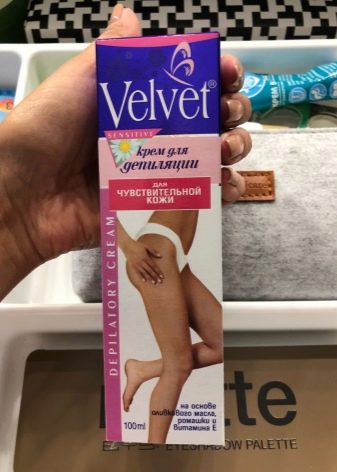 Velvet®
SENSITIVE
крем для
депиляции
для
ЧУВСТВИТЕЛЬНОЙ
КОЖИ
DEPILATORY CREAM
на основе
оливкового масла,
ромашки и
витамина Е
100ml
EYESHADOW PALETTE